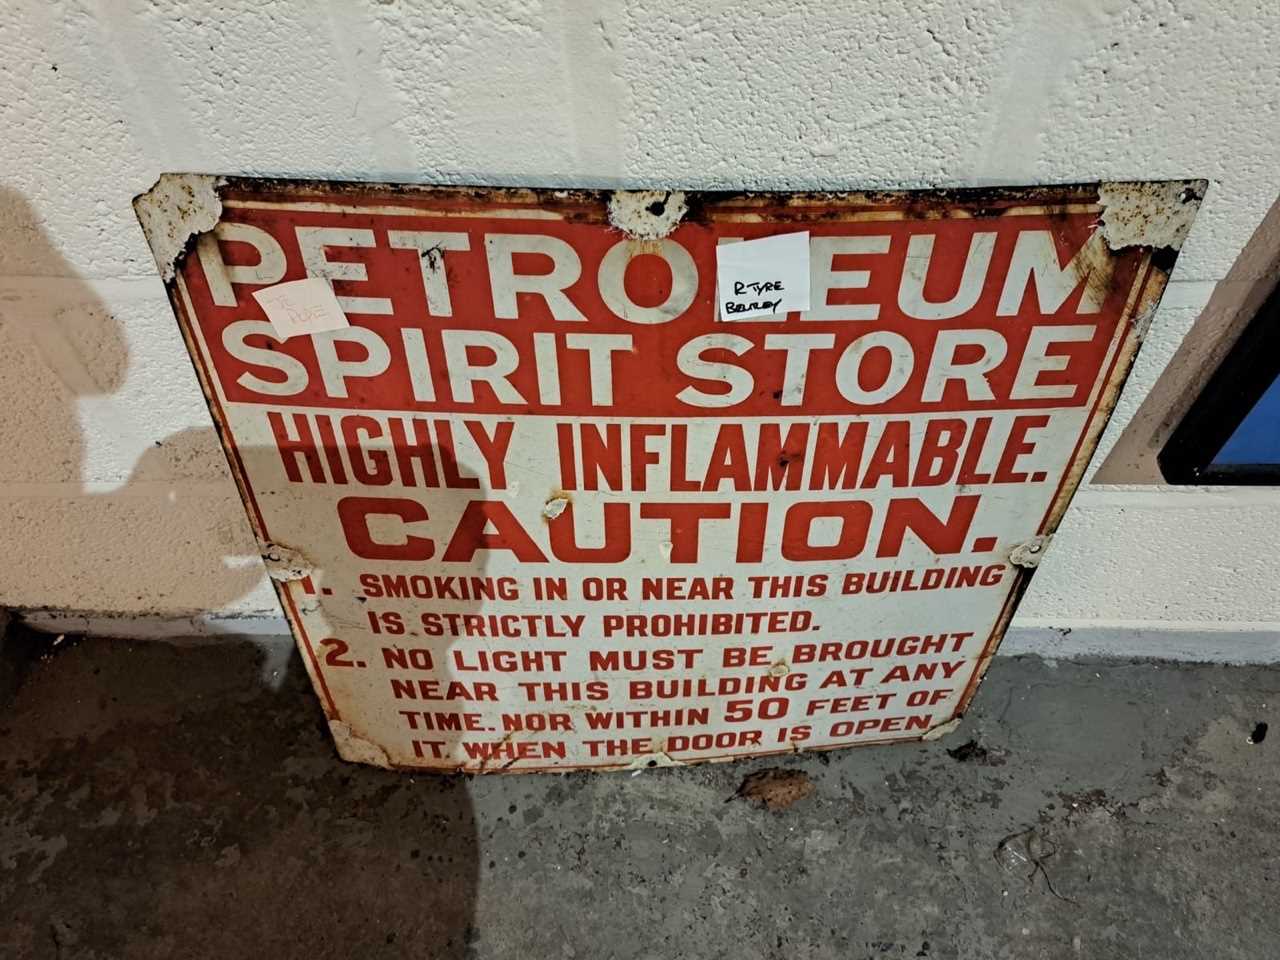 PETROLEUM
SPIRIT STORE
HIGHLY INFLAMMABLE.
CAUTION.
1. SMOKING IN OR NEAR THIS BUILDING
IS STRICTLY PROHIBITED.
2. NO LIGHT MUST BE BROUGHT
NEAR THIS BUILDING AT ANY
TIME. NOR WITHIN 50 FEET OF
IT. WHEN THE DOOR IS OPEN
R TYRE